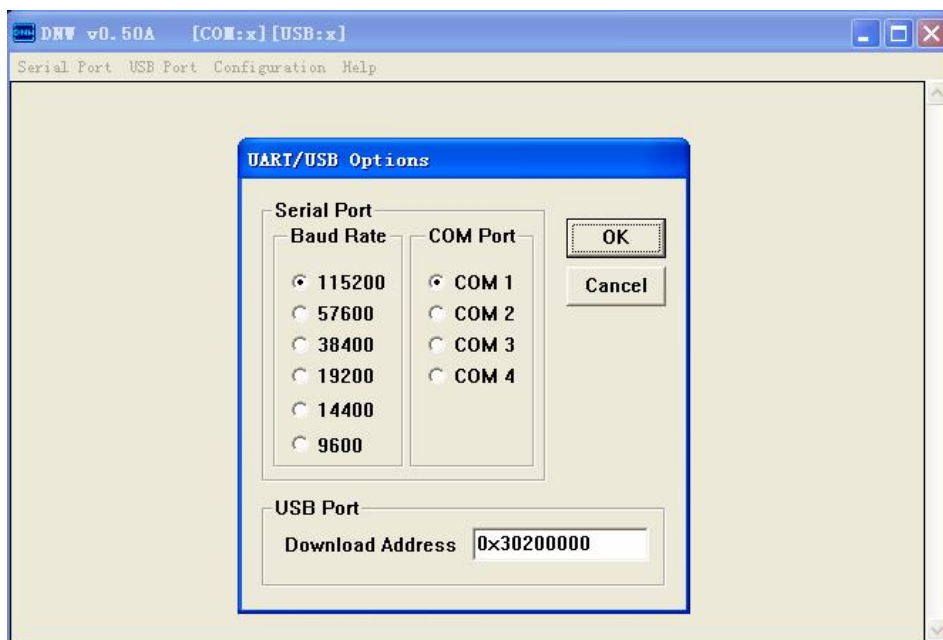 DNW v0.50A [COM:x][USB:x]
Serial Port USB Port Configuration Help
UART/USB Options
Serial Port
Baud Rate
115200
57600
38400
19200
14400
9600
COM Port
COM 1
COM 2
COM 3
COM 4
OK
Cancel
USB Port
Download Address 0x30200000